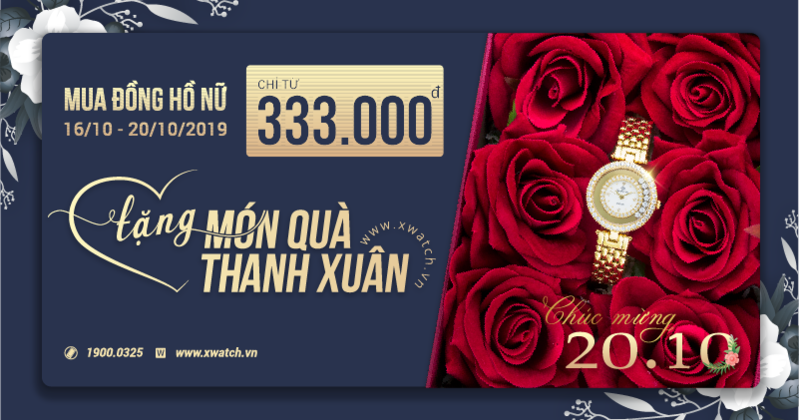 MUA ĐỒNG HỒ NỮ
16/10 - 20/10/2019
CHỈ TỪ
333.000đ
tặng MÓN QUÀ
THANH XUÂN
www.xwatch.vn
1900.0325 W www.xwatch.vn
Chúc mừng
20.10